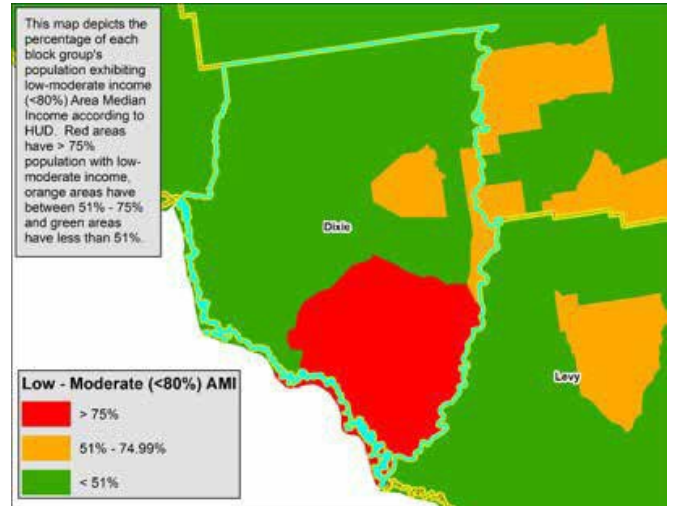 This map depicts the
percentage of each
block group's
population exhibiting
low-moderate income
(<80%) Area Median
Income according to
HUD. Red areas
have > 75%
population with low-
moderate income,
orange areas have
between 51% - 75%
and green areas
have less than 51%.
Dixie
Levy
Low - Moderate (<80%) AMI
> 75%
51% - 74.99%
< 51%